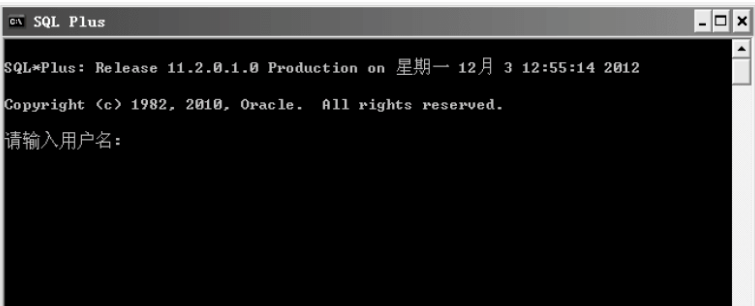 SQL Plus
SQL*Plus: Release 11.2.0.1.0 Production on 星期一 12月 3 12:55:14 2012
Copyright (c) 1982, 2010, Oracle.  All rights reserved.
请输入用户名: